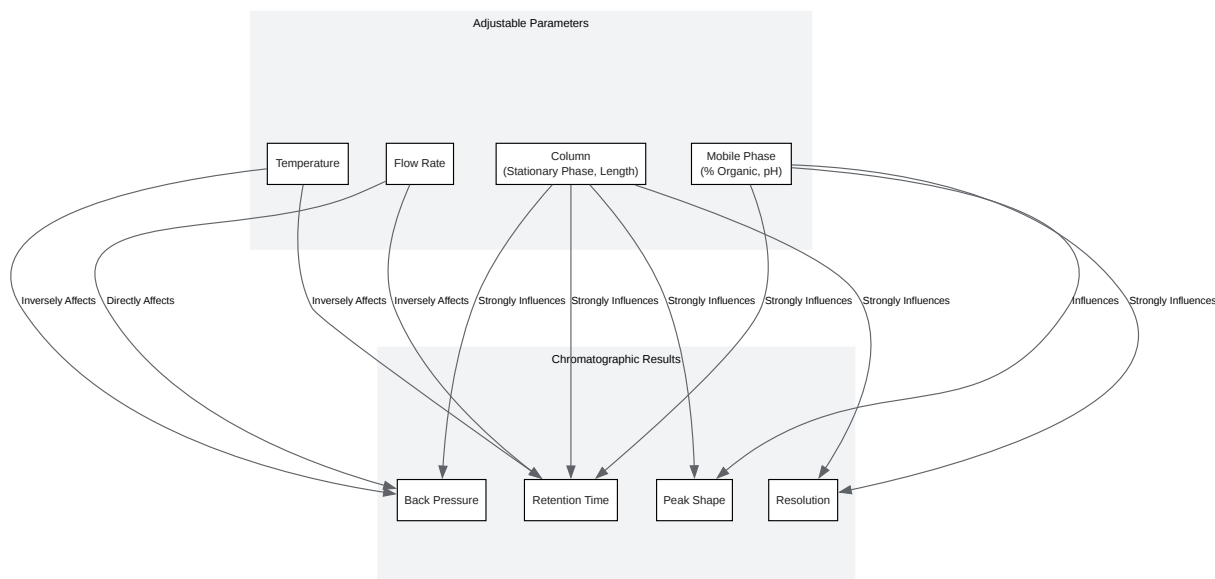 Adjustable Parameters
Temperature
Flow Rate
Column
(Stationary Phase, Length)
Mobile Phase
(% Organic, pH)
Inversely Affects
Directly Affects
Inversely Affects
Inversely Affects
Strongly Influences
Strongly Influences
Strongly Influences
Strongly Influences
Strongly Influences
Influences
Strongly Influences
Chromatographic Results
Back Pressure
Retention Time
Peak Shape
Resolution